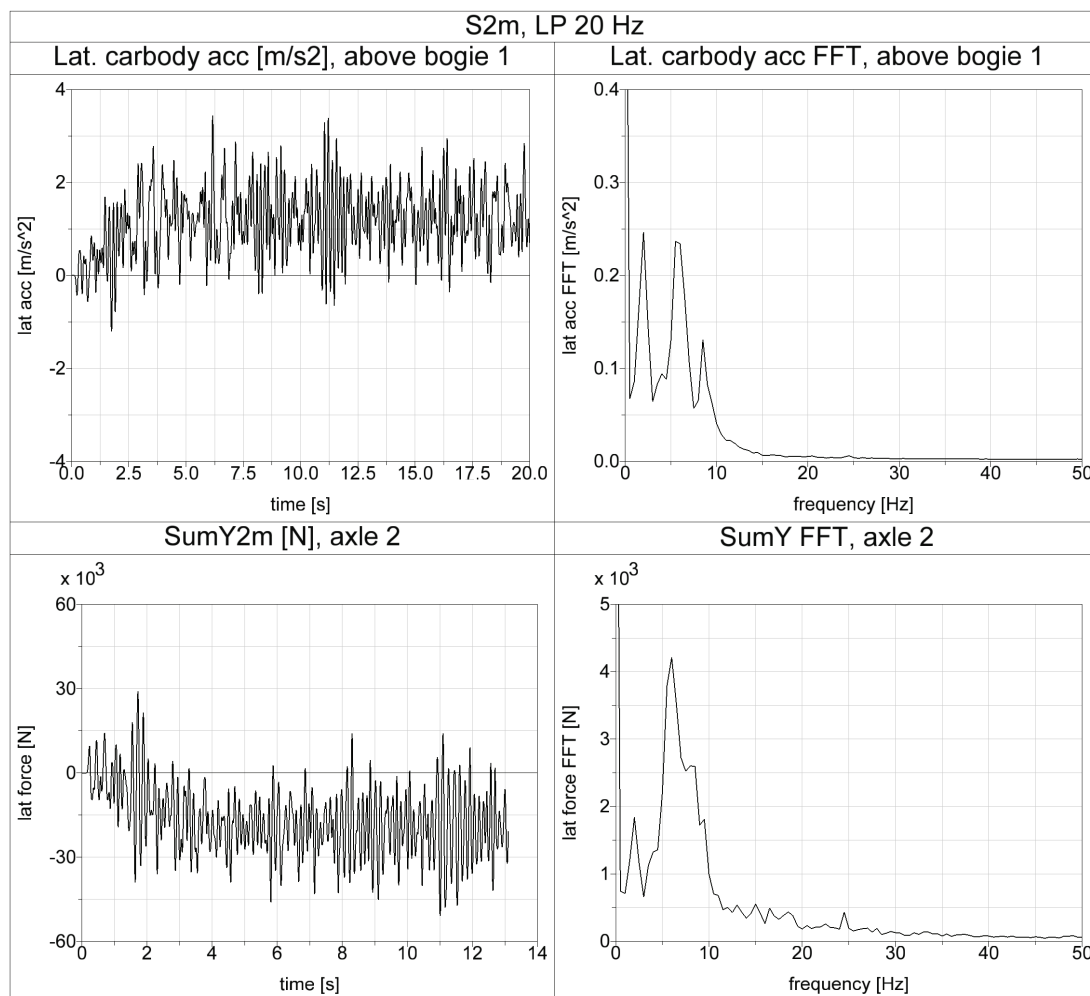 S2m, LP 20 Hz
Lat. carbody acc [m/s2], above bogie 1
Lat. carbody acc FFT, above bogie 1
4
2
0
-2
-4
lat acc [m/s^2]
0.0 2.5 5.0 7.5 10.0 12.5 15.0 17.5 20.0
time [s]
0.4
0.3
0.2
0.1
0.0
lat acc FFT [m/s^2]
0 10 20 30 40 50
frequency [Hz]
SumY2m [N], axle 2
SumY FFT, axle 2
x 10³
60
30
0
-30
-60
lat force [N]
0 2 4 6 8 10 12 14
time [s]
x 10³
5
4
3
2
1
0
lat force FFT [N]
0 10 20 30 40 50
frequency [Hz]